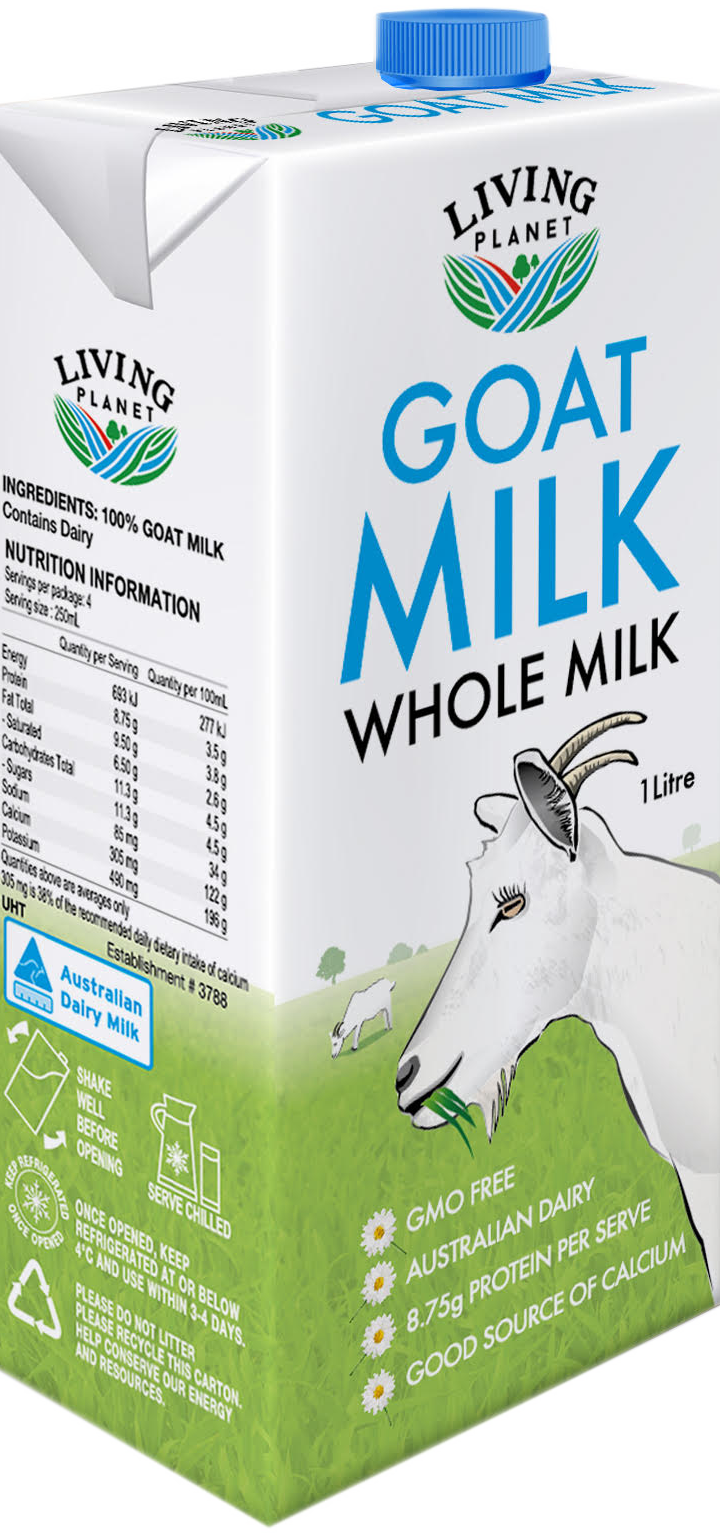 LIVING
PLANET
GOAT MILK
LIVING
PLANET
GOAT
MILK
WHOLE MILK
1 Litre
GMO FREE
AUSTRALIAN DAIRY
8.75g PROTEIN PER SERVE
GOOD SOURCE OF CALCIUM
LIVING
PLANET
INGREDIENTS: 100% GOAT MILK
Contains Dairy
NUTRITION INFORMATION
Servings per package: 4
Serving size : 250mL
Quantity per Serving Quantity per 100mL
Energy 693 kJ 277 kJ
Protein 8.75 g 3.5 g
Fat Total 9.50 g 3.8 g
- Saturated 6.50 g 2.6 g
Carbohydrates Total 11.3 g 4.5 g
- Sugars 11.3 g 4.5 g
Sodium 85 mg 34 g
Calcium 305 mg 122 g
Potassium 490 mg 196 g
Quantities above are averages only
305 mg is 38% of the recommended daily dietary intake of calcium
UHT
Establishment # 3788
Australian
Dairy Milk
SHAKE
WELL
BEFORE
OPENING
SERVE CHILLED
KEEP REFRIGERATED
ONCE OPENED
ONCE OPENED, KEEP
REFRIGERATED AT OR BELOW
4°C AND USE WITHIN 3-4 DAYS.
PLEASE DO NOT LITTER
PLEASE RECYCLE THIS CARTON.
HELP CONSERVE OUR ENERGY
AND RESOURCES.